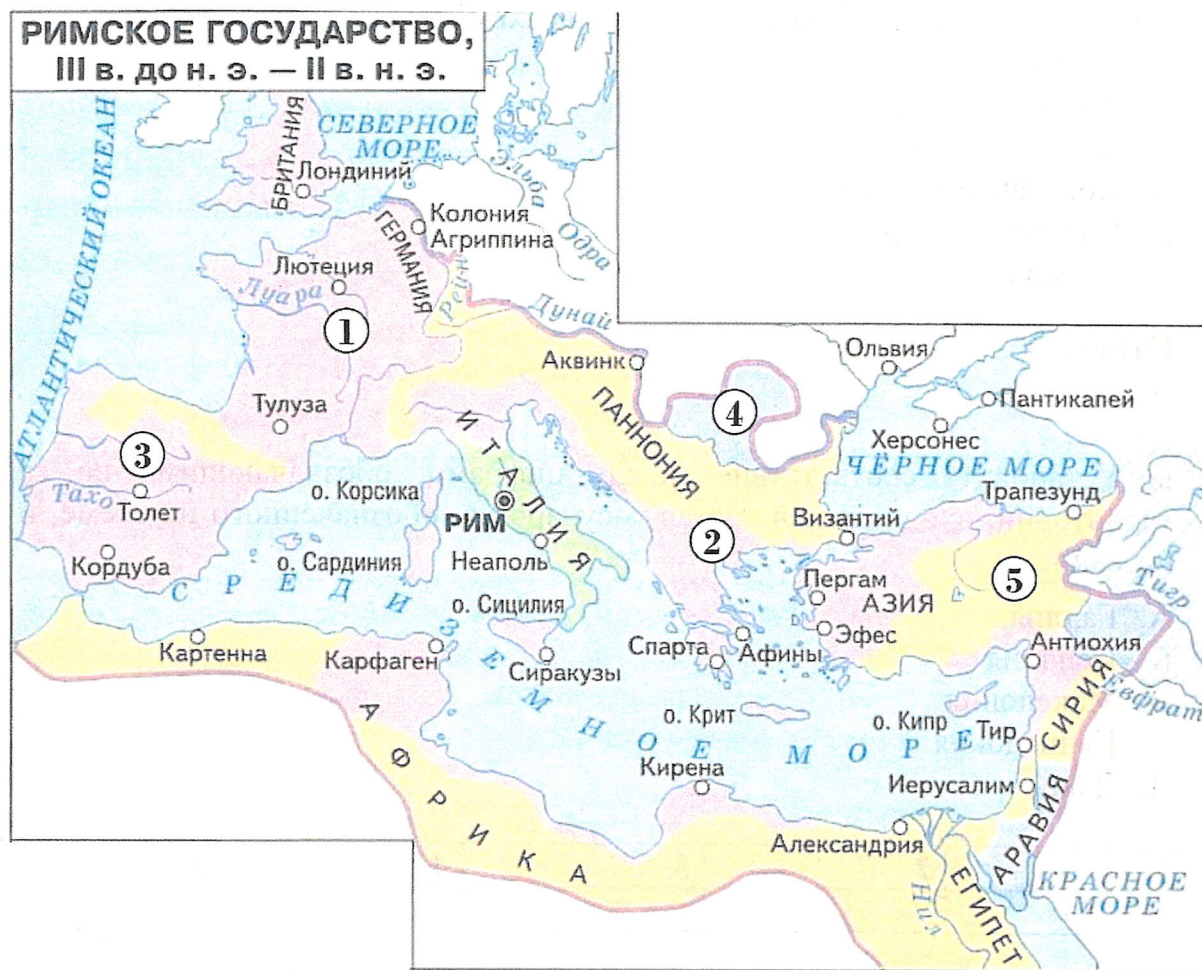 РИМСКОЕ ГОСУДАРСТВО,
III в. до н. э. — II в. н. э.
АТЛАНТИЧЕСКИЙ ОКЕАН
БРИТАНИЯ
СЕВЕРНОЕ
МОРЕ
Лондиний
Эльба
Одра
Колония
Агриппина
ГЕРМАНИЯ
Рейн
Лютеция
Луара
1
Дунай
Аквинк
Ольвия
Пантикапей
Херсонес
4
ПАННОНИЯ
Тулуза
ИТАЛИЯ
3
Тахо
Толет
Кордуба
о. Корсика
РИМ
ЧЁРНОЕ МОРЕ
Трапезунд
Византий
2
о. Сардиния
Неаполь
Пергам
АЗИЯ
5
Тигр
СРЕДИЗЕМНОЕ МОРЕ
о. Сицилия
Эфес
Картенна
Карфаген
Сиракузы
Спарта
Афины
Антиохия
Евфрат
СИРИЯ
о. Крит
о. Кипр
Тир
АФРИКА
Кирена
Иерусалим
Александрия
АРАВИЯ
Нил
ЕГИПЕТ
КРАСНОЕ
МОРЕ